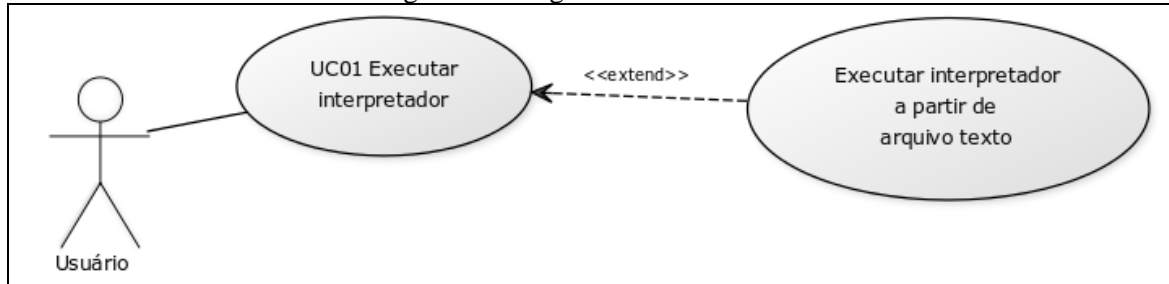 UC01 Executar
interpretador
<<extend>>
Executar interpretador
a partir de
arquivo texto
Usuário